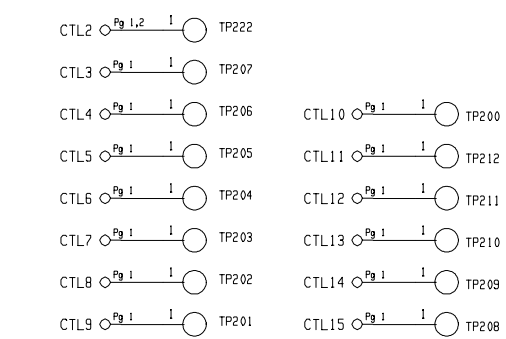 CTL2 Pg 1,2 1 TP222
CTL3 Pg 1 1 TP207
CTL4 Pg 1 1 TP206
CTL5 Pg 1 1 TP205
CTL6 Pg 1 1 TP204
CTL7 Pg 1 1 TP203
CTL8 Pg 1 1 TP202
CTL9 Pg 1 1 TP201
CTL10 Pg 1 1 TP200
CTL11 Pg 1 1 TP212
CTL12 Pg 1 1 TP211
CTL13 Pg 1 1 TP210
CTL14 Pg 1 1 TP209
CTL15 Pg 1 1 TP208